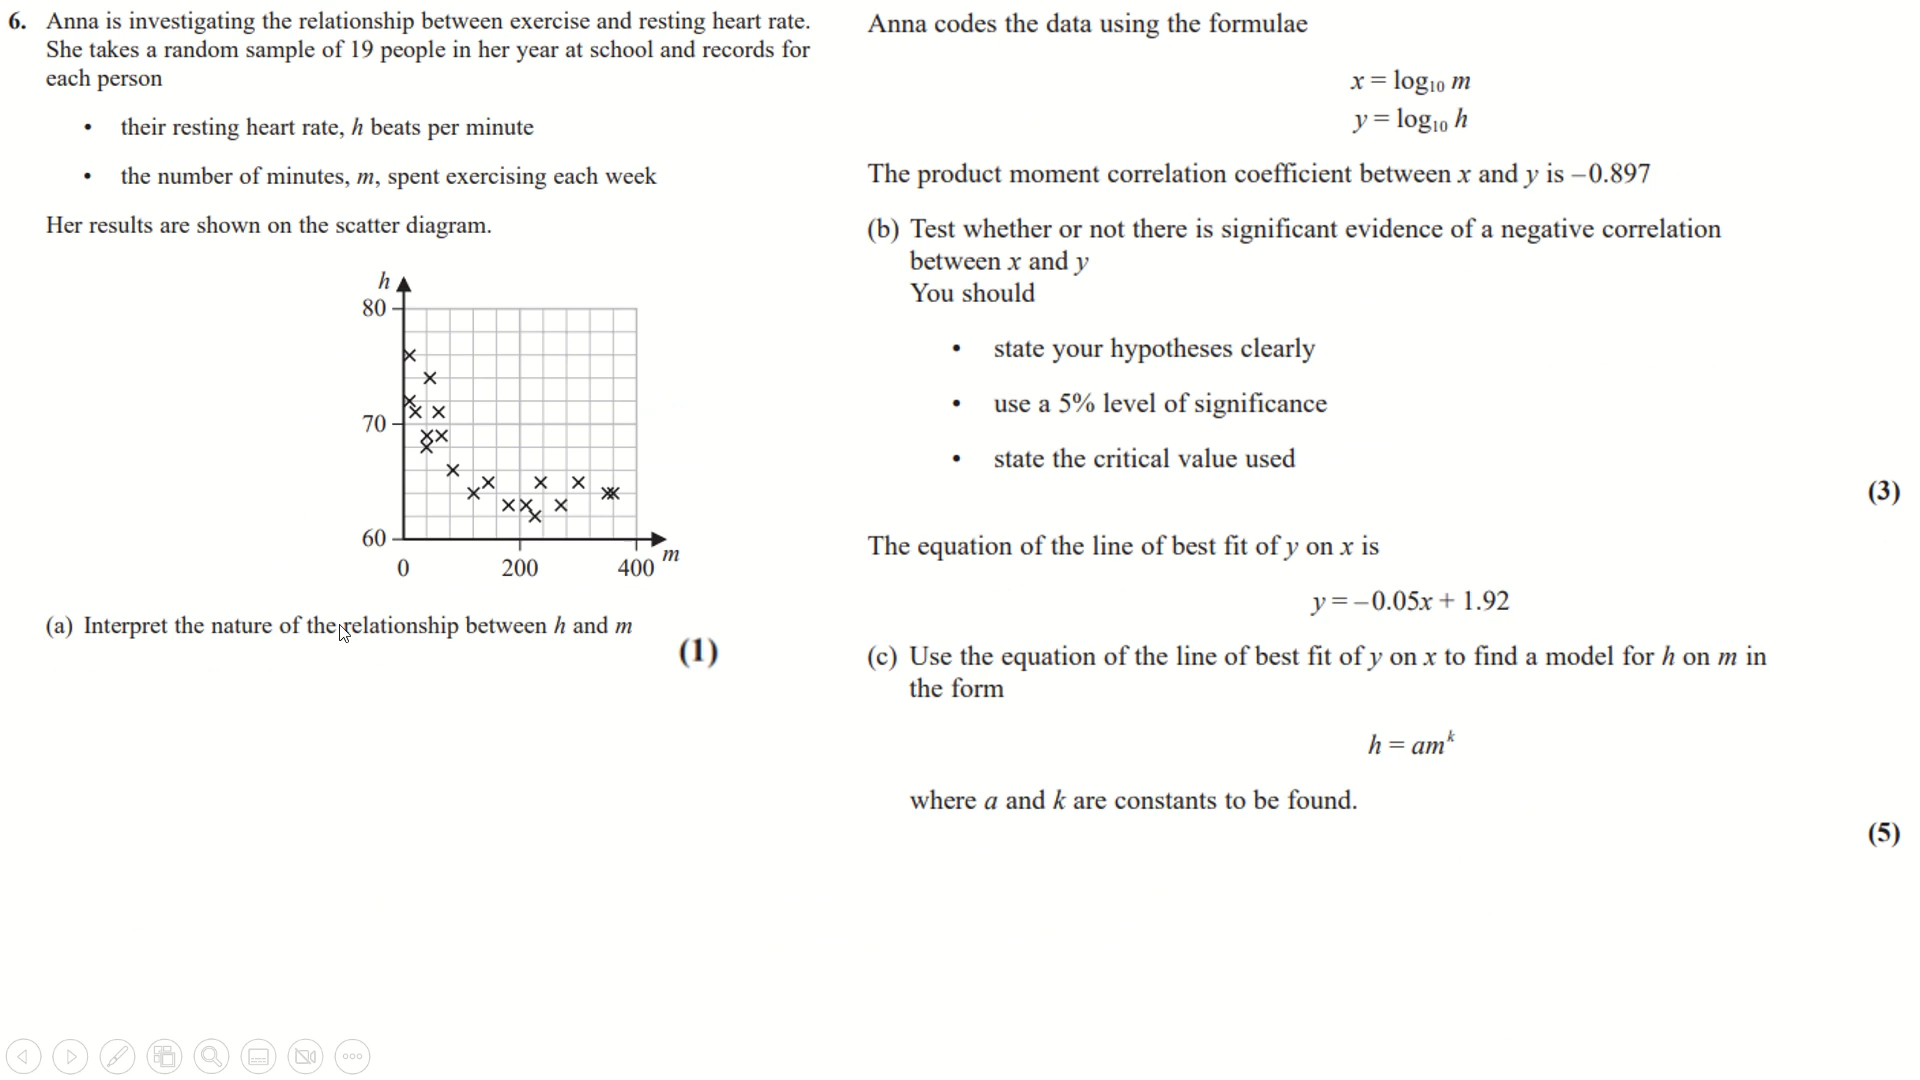 6. Anna is investigating the relationship between exercise and resting heart rate.
She takes a random sample of 19 people in her year at school and records for
each person
• their resting heart rate, h beats per minute
• the number of minutes, m, spent exercising each week
Her results are shown on the scatter diagram.
h
80
70
60
0 200 400 m
(a) Interpret the nature of the relationship between h and m
(1)
Anna codes the data using the formulae
x = log₁₀ m
y = log₁₀ h
The product moment correlation coefficient between x and y is –0.897
(b) Test whether or not there is significant evidence of a negative correlation
between x and y
You should
• state your hypotheses clearly
• use a 5% level of significance
• state the critical value used
(3)
The equation of the line of best fit of y on x is
y = –0.05x + 1.92
(c) Use the equation of the line of best fit of y on x to find a model for h on m in
the form
h = amᵏ
where a and k are constants to be found.
(5)